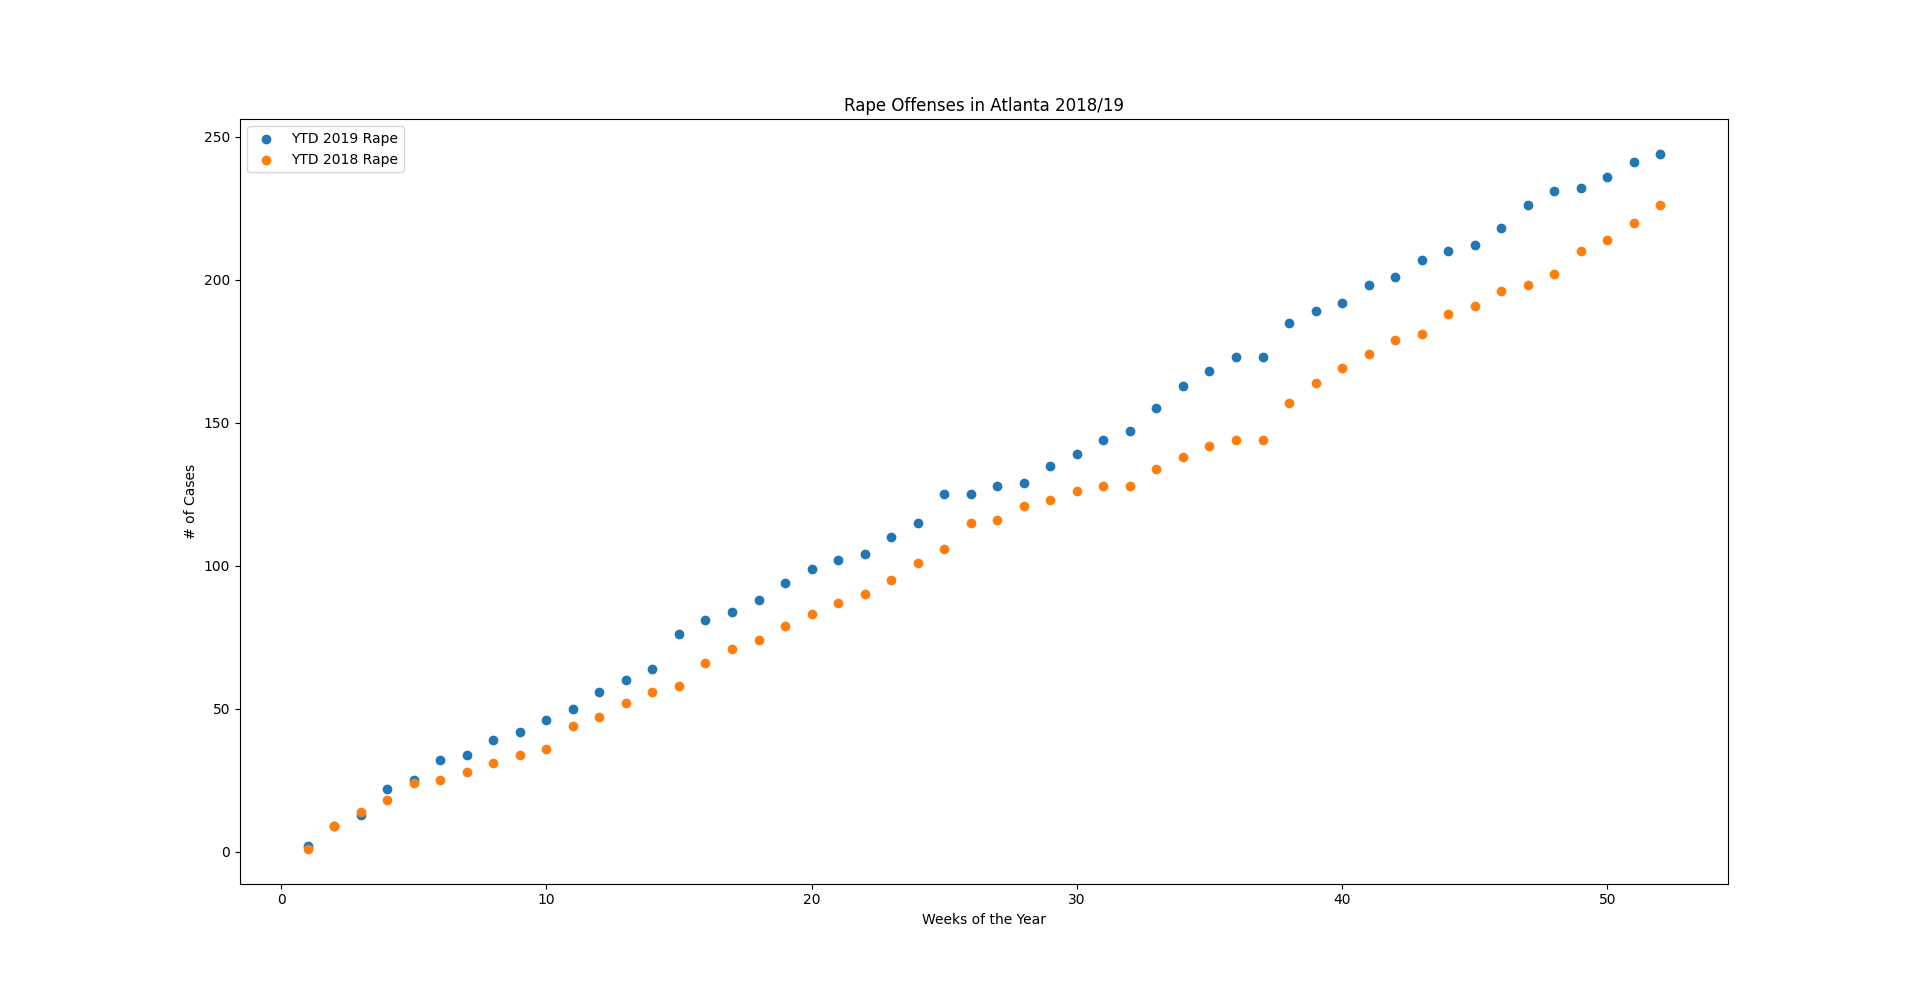 Rape Offenses in Atlanta 2018/19
YTD 2019 Rape
YTD 2018 Rape
250
200
150
100
50
0
# of Cases
0 10 20 30 40 50
Weeks of the Year